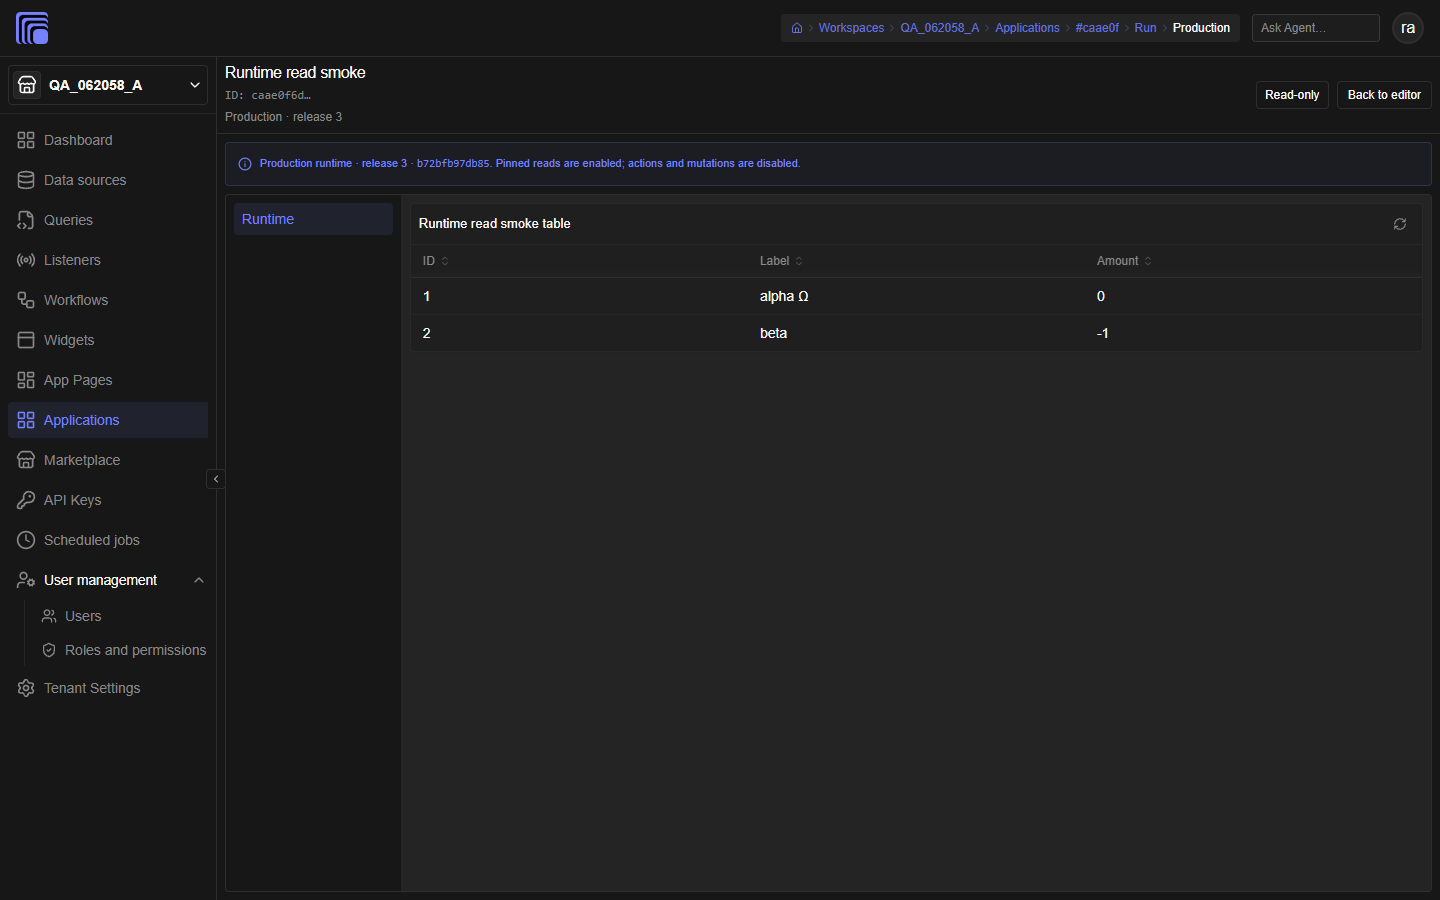 Workspaces QA_062058_A Applications #caae0f Run Production
Ask Agent...
ra
QA_062058_A
Dashboard
Data sources
Queries
Listeners
Workflows
Widgets
App Pages
Applications
Marketplace
API Keys
Scheduled jobs
User management
Users
Roles and permissions
Tenant Settings
Runtime read smoke
ID: caae0f6d…
Production · release 3
Read-only
Back to editor
Production runtime · release 3 · b72bfb97db85. Pinned reads are enabled; actions and mutations are disabled.
Runtime
Runtime read smoke table
ID Label Amount
1 alpha Ω 0
2 beta -1